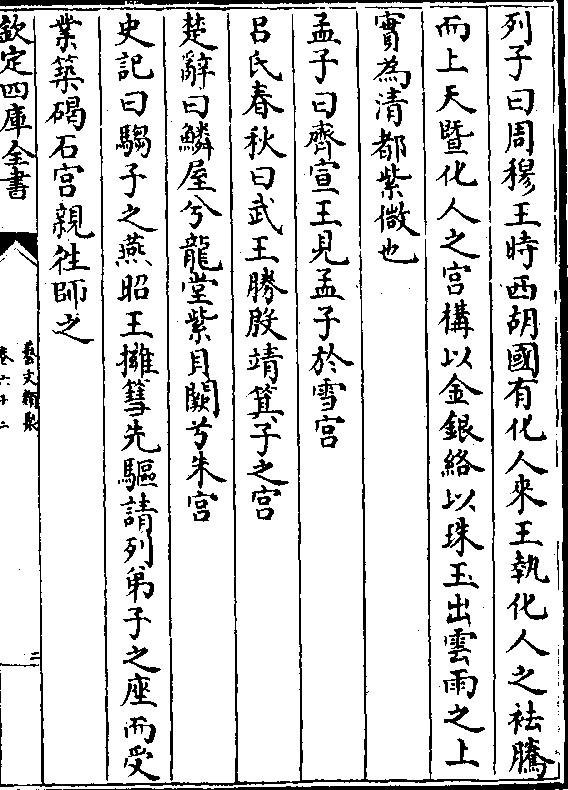 列子曰周穆王時西胡國有化人來王執化人之袪騰
而上天暨化人之宫構以金銀絡以珠玉出雲雨之上
實為清都紫微也
孟子曰齊宣王見孟子於雪宫
吕氏春秋曰武王勝殷靖箕子之宫
楚辭曰鱗屋兮龍堂紫貝闕兮朱宫
史記曰騶子之燕昭王擁篲先驅請列弟子之座而受
業築碣石宫親徃師之
欽定四庫全書
藝文類聚
卷六十二
二